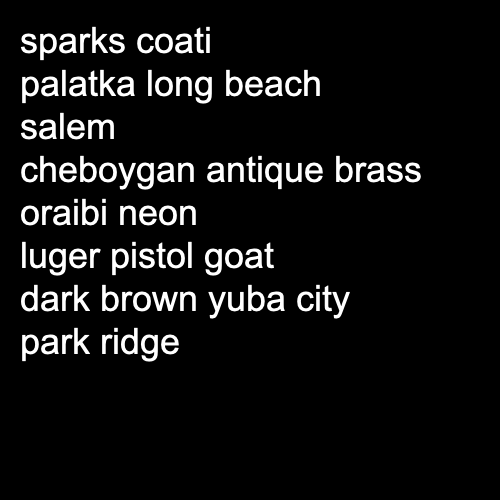 sparks coati
palatka long beach
salem
cheboygan antique brass
oraibi neon
luger pistol goat
dark brown yuba city
park ridge